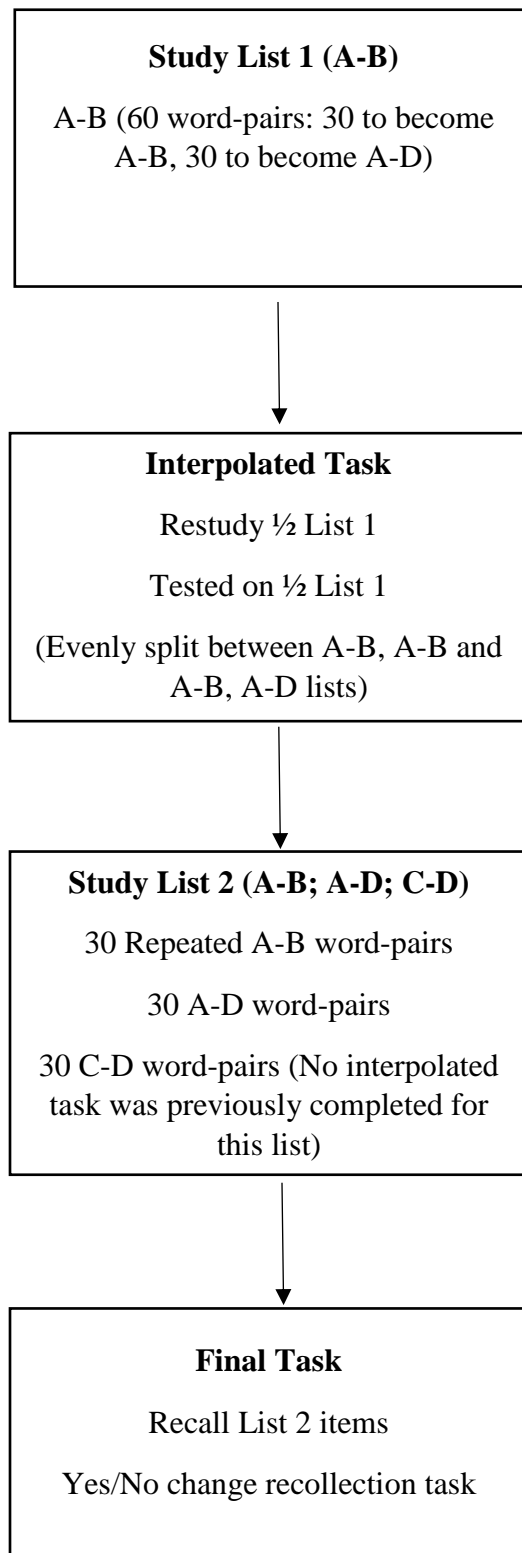 Study List 1 (A-B)
A-B (60 word-pairs: 30 to become
A-B, 30 to become A-D)
Interpolated Task
Restudy ½ List 1
Tested on ½ List 1
(Evenly split between A-B, A-B and
A-B, A-D lists)
Study List 2 (A-B; A-D; C-D)
30 Repeated A-B word-pairs
30 A-D word-pairs
30 C-D word-pairs (No interpolated
task was previously completed for
this list)
Final Task
Recall List 2 items
Yes/No change recollection task